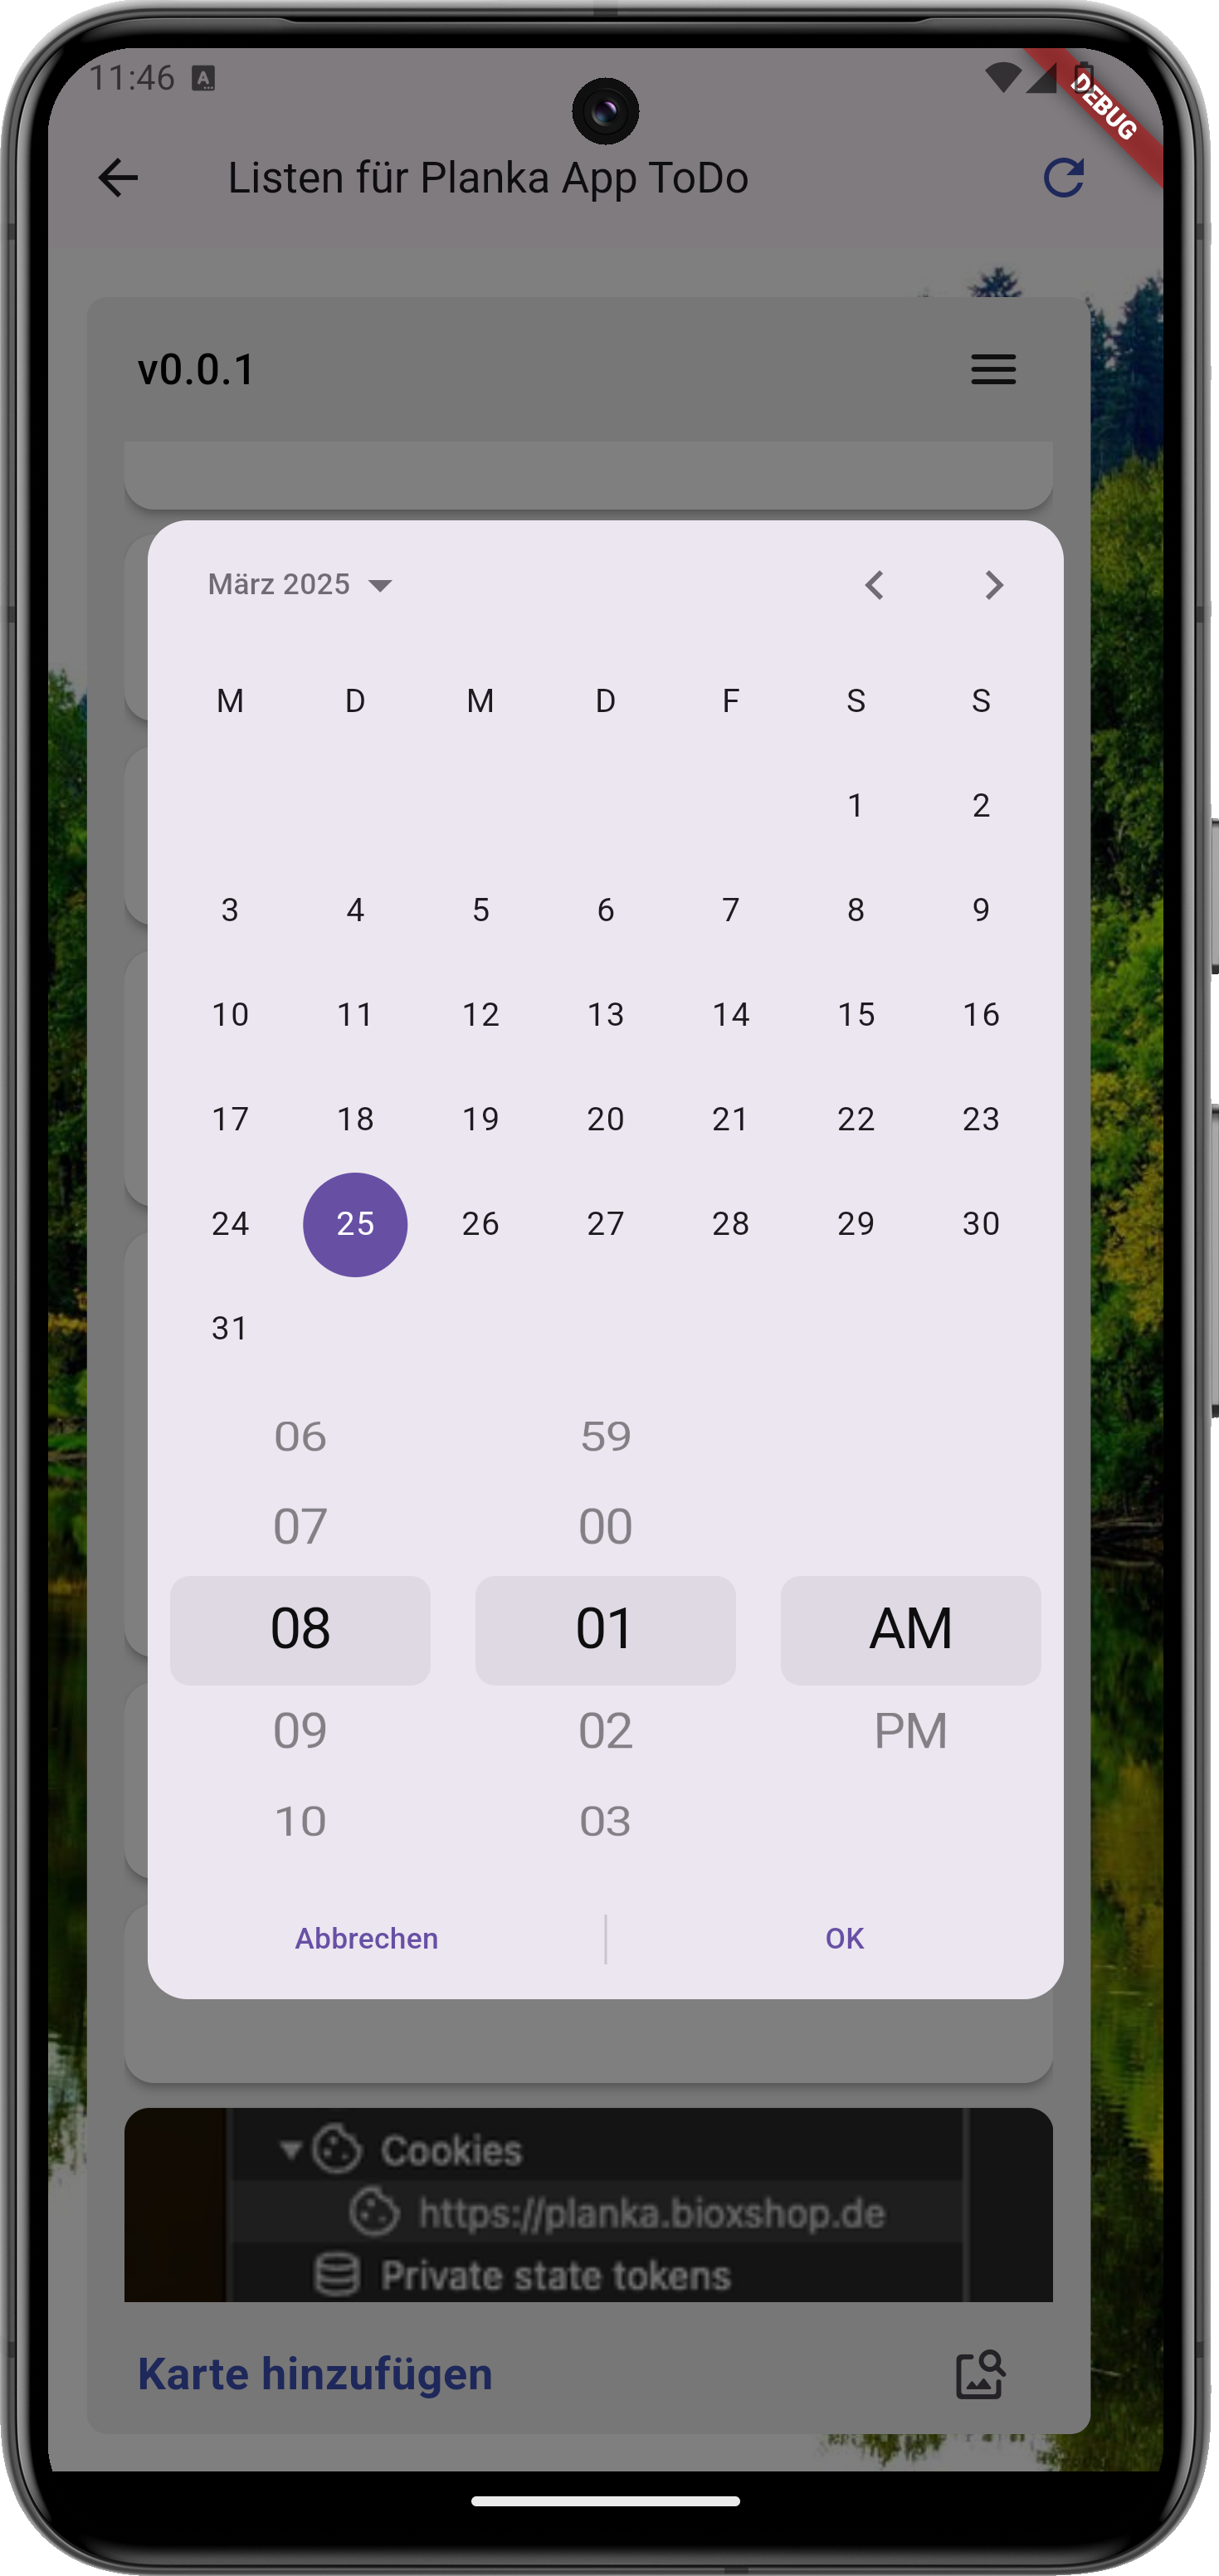 11:46 A
DEBUG
Listen für Planka App ToDo
v0.0.1
März 2025
M D M D F S S
1 2
3 4 5 6 7 8 9
10 11 12 13 14 15 16
17 18 19 20 21 22 23
24 25 26 27 28 29 30
31
06 59
07 00
08 01 AM
09 02 PM
10 03
Abbrechen OK
Cookies
https://planka.bioxshop.de
Private state tokens
Karte hinzufügen